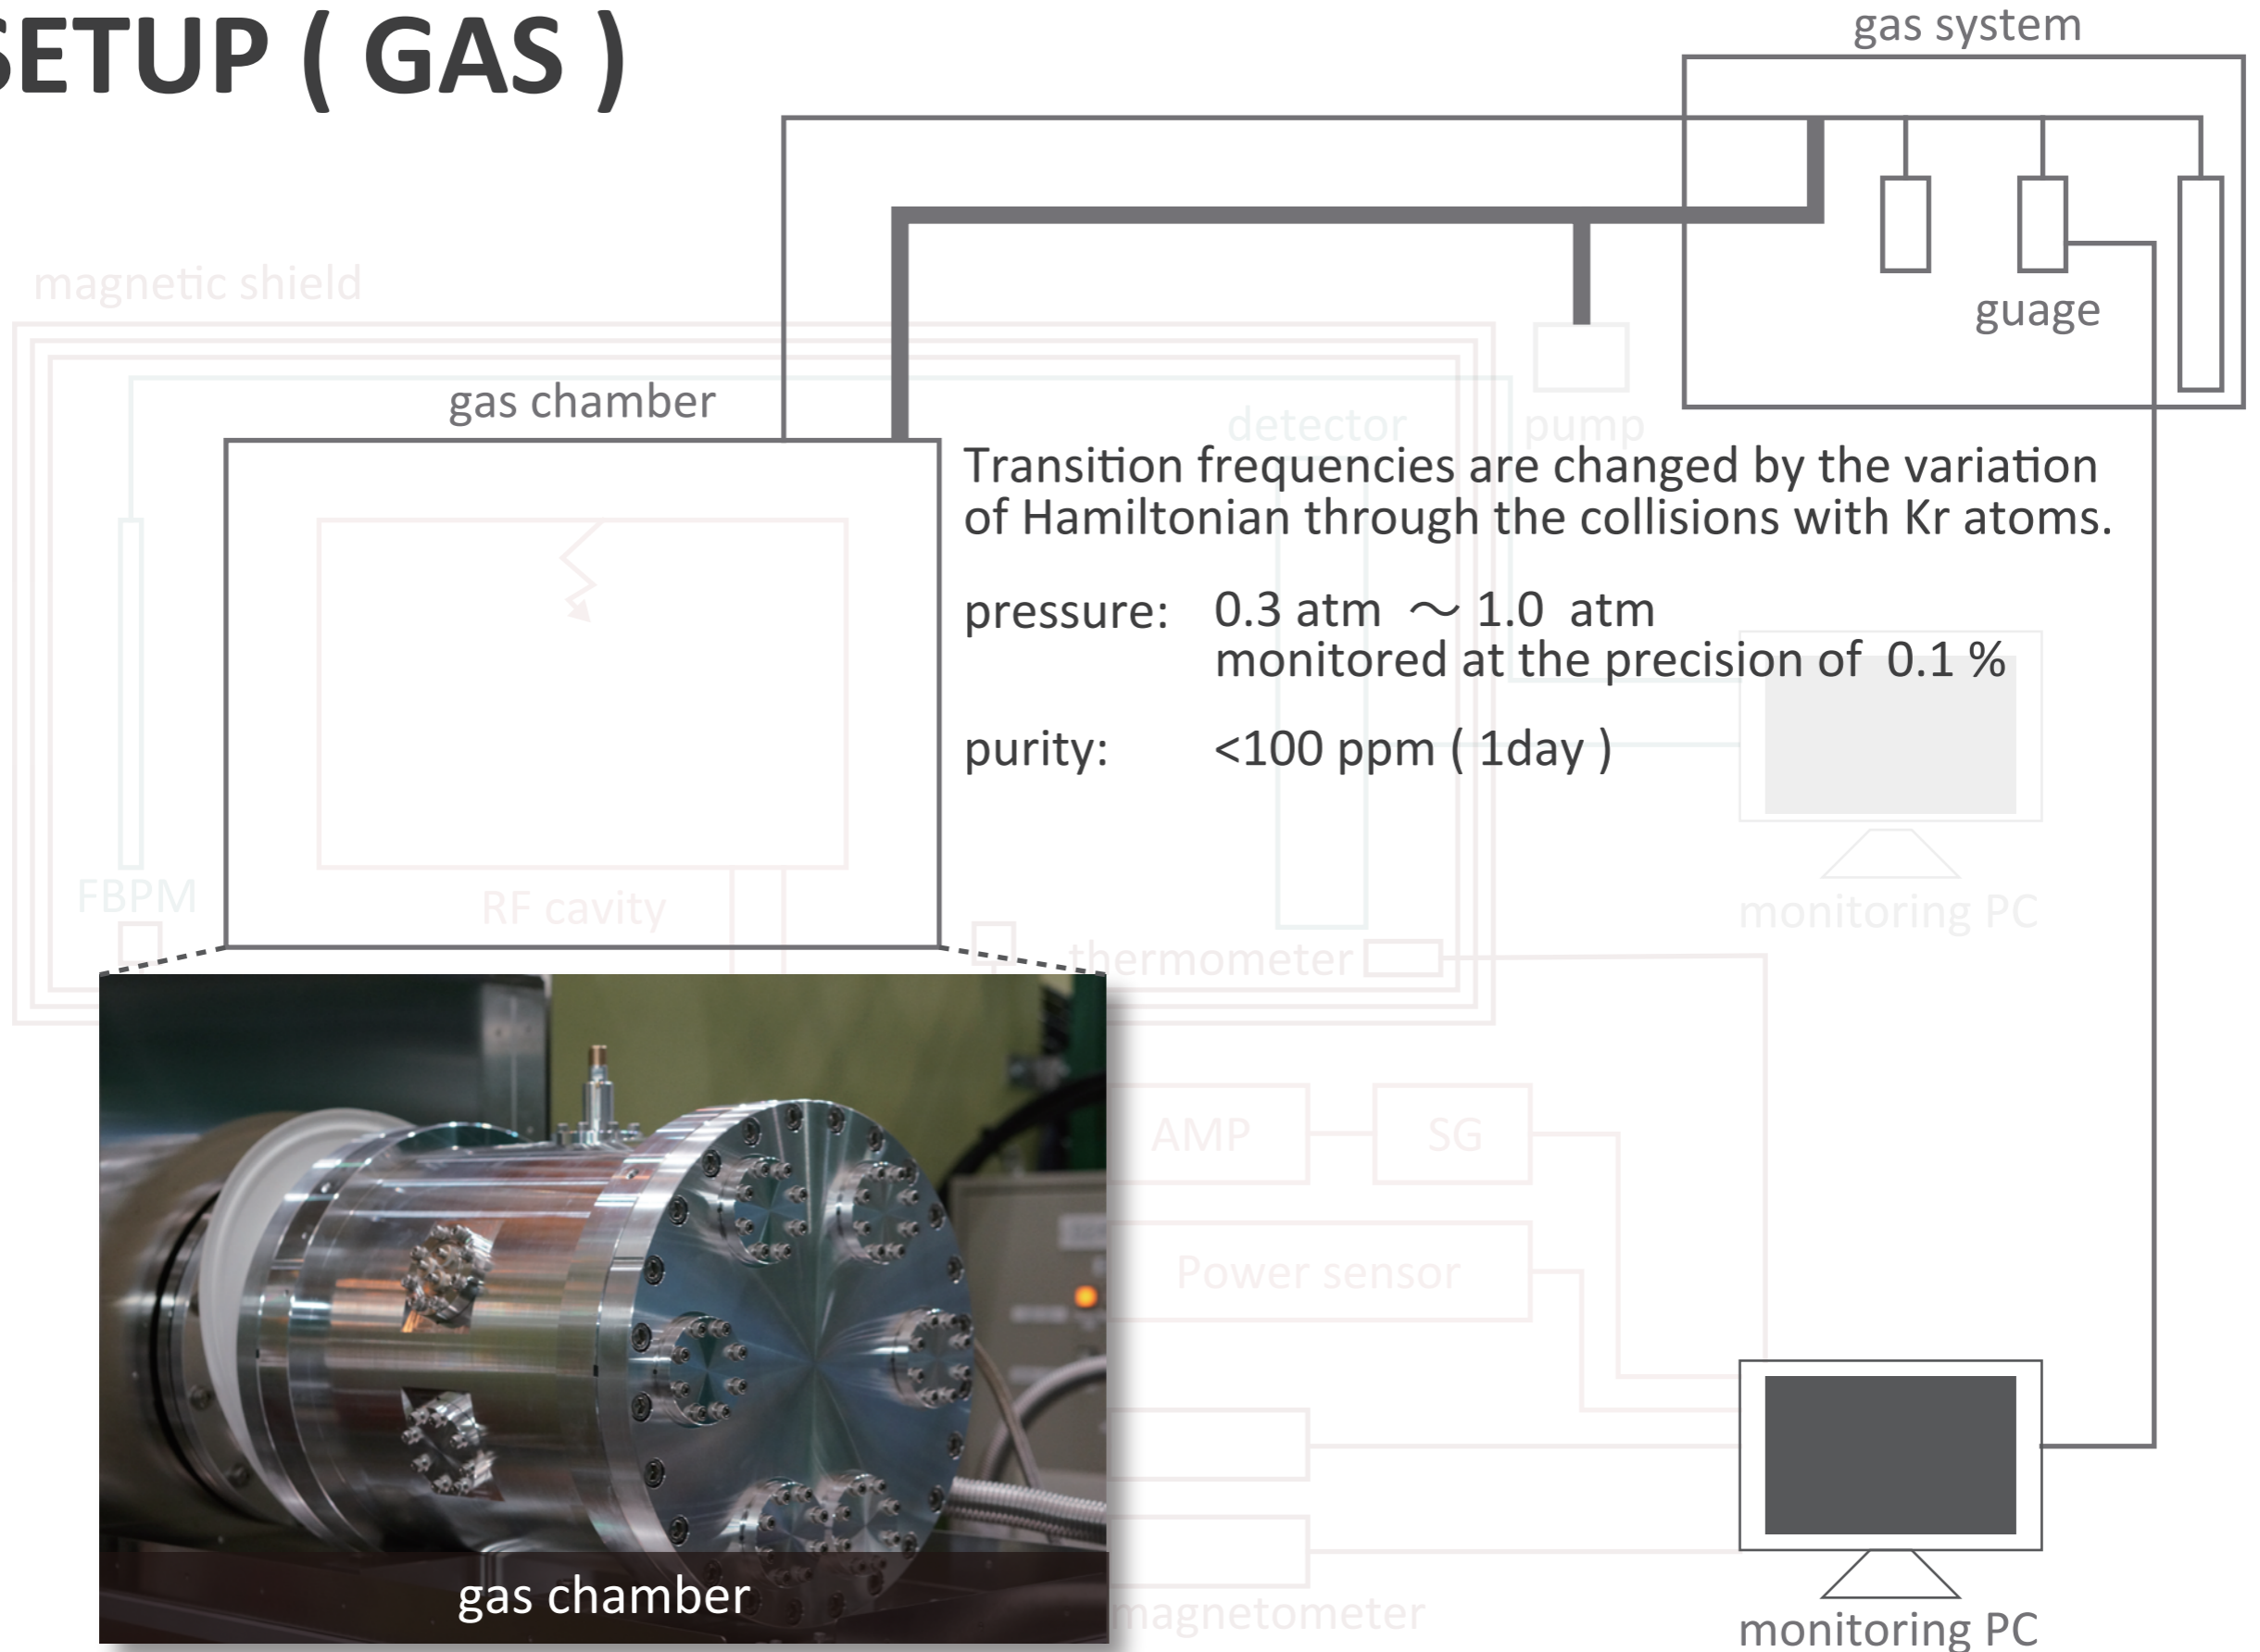 SETUP ( GAS )
gas system
guage
magnetic shield
gas chamber
detector
pump
Transition frequencies are changed by the variation
of Hamiltonian through the collisions with Kr atoms.
pressure: 0.3 atm ～ 1.0 atm
monitored at the precision of 0.1 %
purity: <100 ppm ( 1day )
FBPM
RF cavity
monitoring PC
thermometer
AMP
SG
Power sensor
gas chamber
magnetometer
monitoring PC